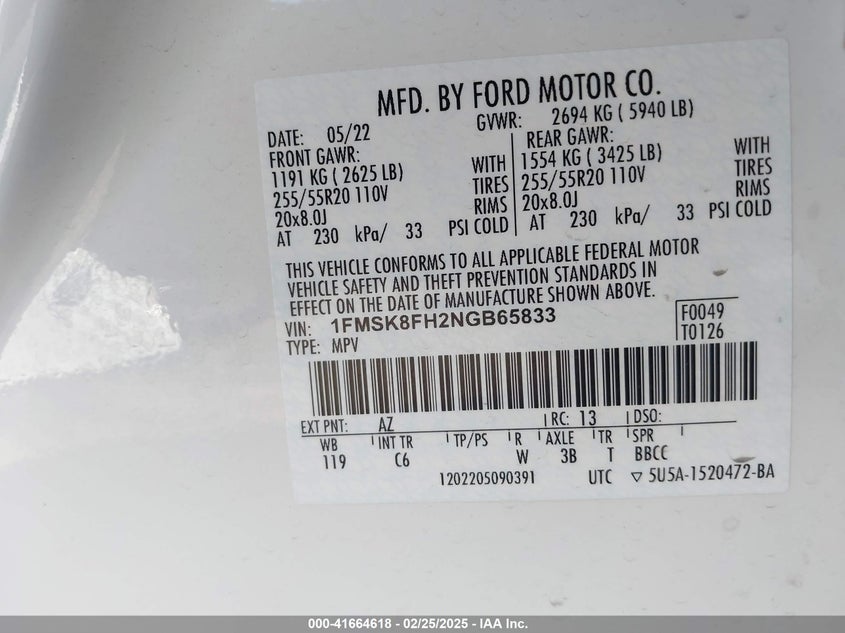 MFD. BY FORD MOTOR CO.
DATE: 05/22 GVWR: 2694 KG ( 5940 LB)
FRONT GAWR: REAR GAWR:
1191 KG ( 2625 LB) WITH 1554 KG ( 3425 LB) WITH
255/55R20 110V TIRES 255/55R20 110V TIRES
20x8.0J RIMS 20x8.0J RIMS
AT 230 kPa/ 33 PSI COLD AT 230 kPa/ 33 PSI COLD
THIS VEHICLE CONFORMS TO ALL APPLICABLE FEDERAL MOTOR
VEHICLE SAFETY AND THEFT PREVENTION STANDARDS IN
EFFECT ON THE DATE OF MANUFACTURE SHOWN ABOVE.
VIN: 1FMSK8FH2NGB65833 F0049
TYPE: MPV T0126
EXT PNT: AZ RC: 13 DSO:
WB INT TR TP/PS R AXLE TR SPR
119 C6 W 3B T BBCC
1202205090391 UTC ▽ 5U5A-1520472-BA
000-41664618 - 02/25/2025 - IAA Inc.